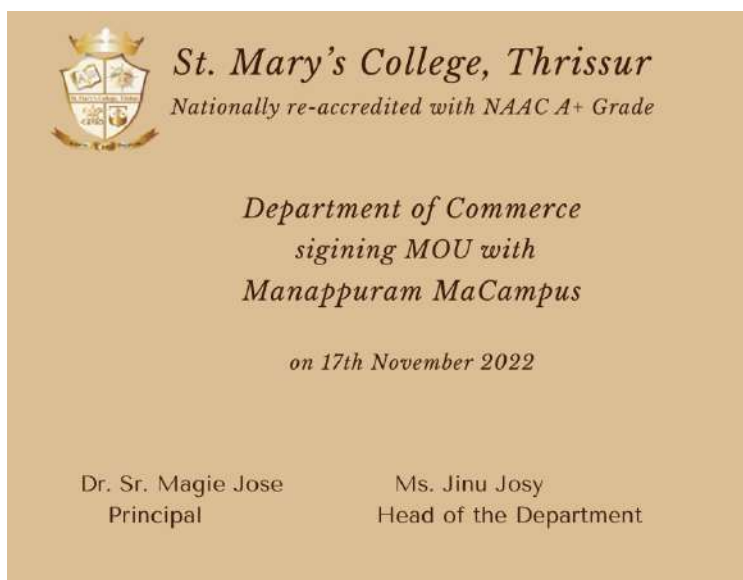 St. Mary's College, Thrissur
Nationally re-accredited with NAAC A+ Grade
Department of Commerce
sigining MOU with
Manappuram MaCampus
on 17th November 2022
Dr. Sr. Magie Jose
Ms. Jinu Josy
Principal
Head of the Department